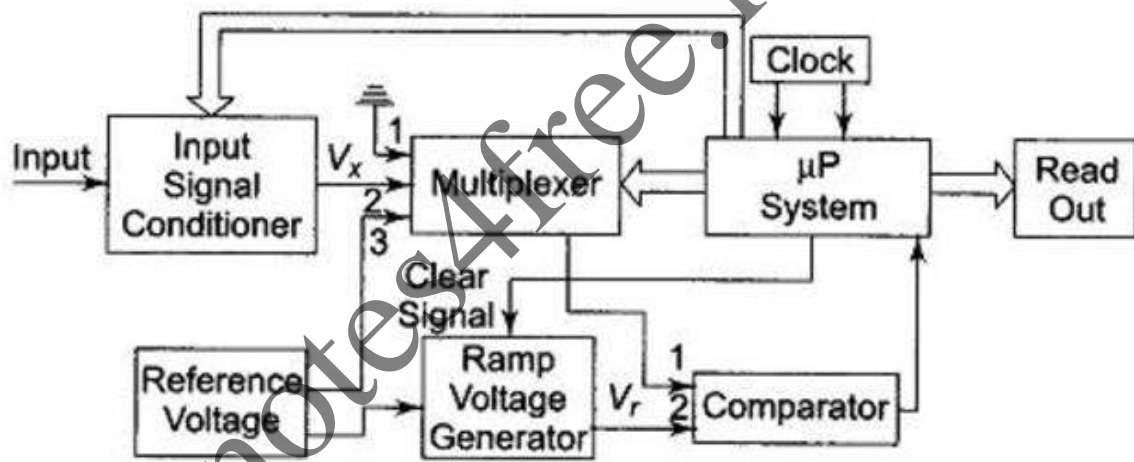 Clock
Input
Input
Signal
Conditioner
Vx
1
2
3
Multiplexer
µP
System
Read
Out
Clear
Signal
Reference
Voltage
Ramp
Voltage
Generator
Vr
1
2
Comparator
notes4free.